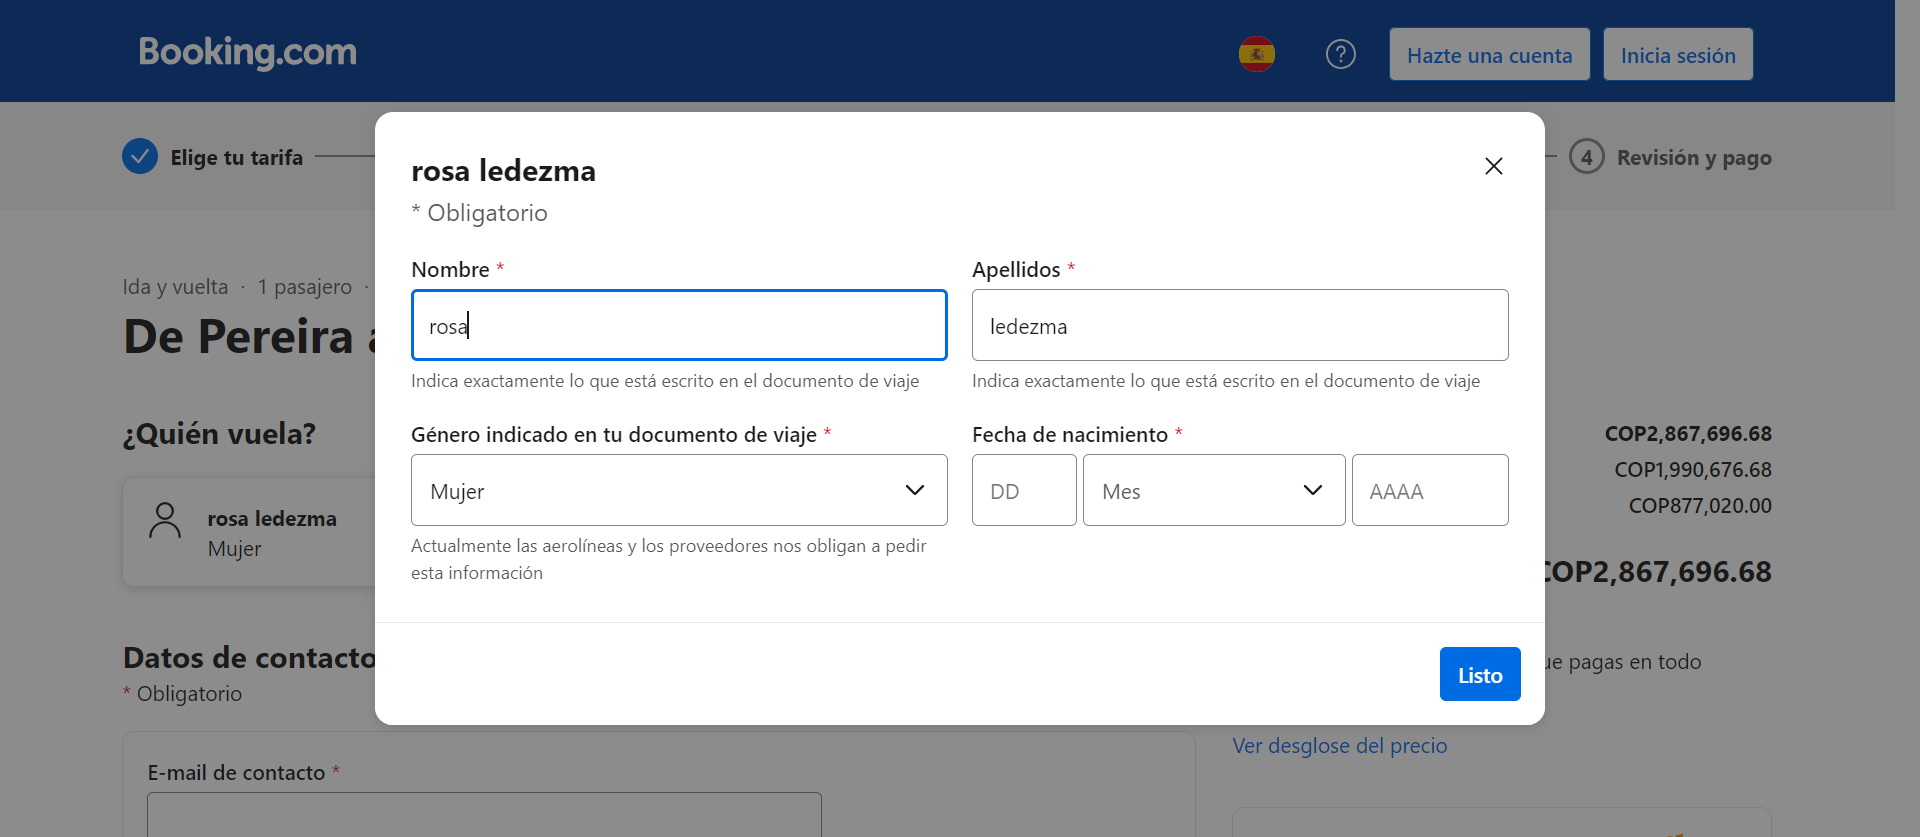 Booking.com
?
Hazte una cuenta
Inicia sesión
Elige tu tarifa
4 Revisión y pago
Ida y vuelta · 1 pasajero ·
De Pereira
¿Quién vuela?
rosa ledezma
Mujer
Datos de contacto
* Obligatorio
E-mail de contacto *
rosa ledezma
* Obligatorio
Nombre *
rosa
Indica exactamente lo que está escrito en el documento de viaje
Apellidos *
ledezma
Indica exactamente lo que está escrito en el documento de viaje
Género indicado en tu documento de viaje *
Mujer
Actualmente las aerolíneas y los proveedores nos obligan a pedir
esta información
Fecha de nacimiento *
DD
Mes
AAAA
Listo
COP2,867,696.68
COP1,990,676.68
COP877,020.00
COP2,867,696.68
pagas en todo
Ver desglose del precio